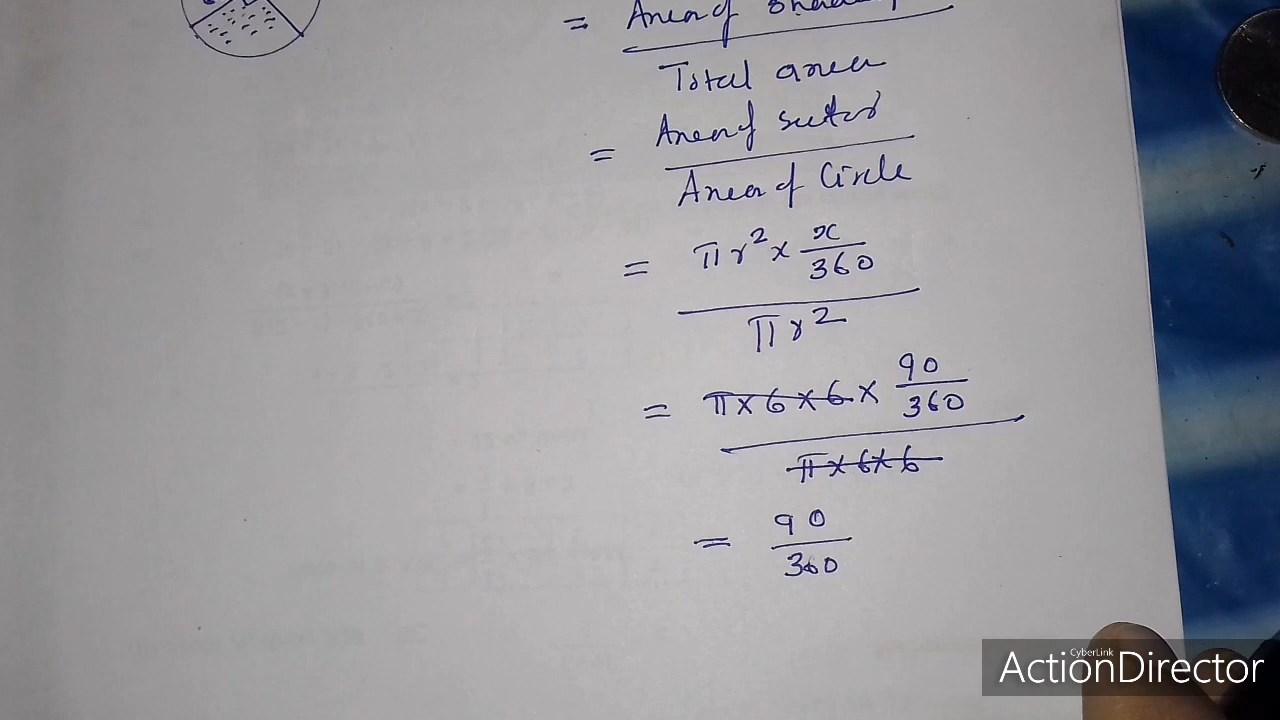 = Area of
Total area
= Area of sector
Area of Circle
= πr² × x/360
πr²
= π×6×6 × 90/360
π×6×6
= 90/360
CyberLink
ActionDirector